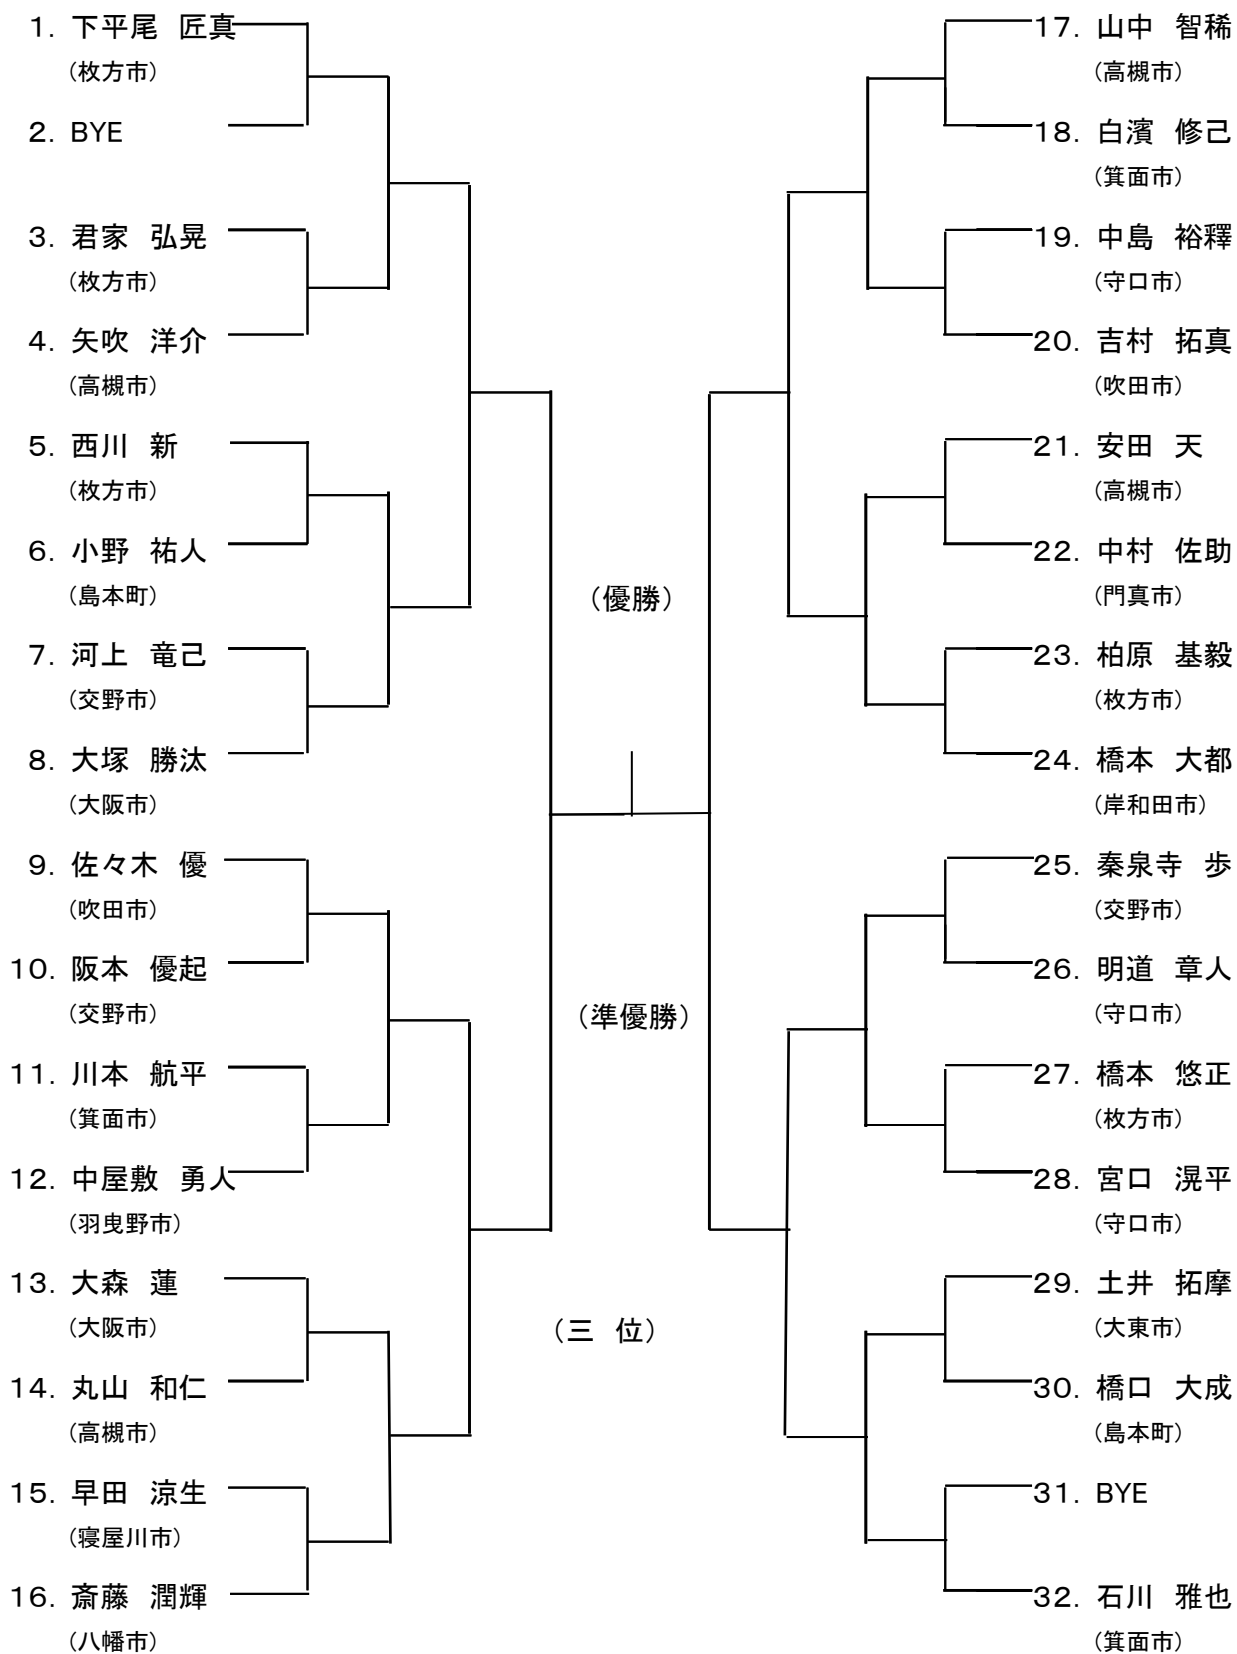 1. 下平尾　匠真
（枚方市）
2. BYE
3. 君家　弘晃
（枚方市）
4. 矢吹　洋介
（高槻市）
5. 西川　新
（枚方市）
6. 小野　祐人
（島本町）
7. 河上　竜己
（交野市）
8. 大塚　勝汰
（大阪市）
9. 佐々木　優
（吹田市）
10. 阪本　優起
（交野市）
11. 川本　航平
（箕面市）
12. 中屋敷　勇人
（羽曳野市）
13. 大森　蓮
（大阪市）
14. 丸山　和仁
（高槻市）
15. 早田　涼生
（寝屋川市）
16. 斎藤　潤輝
（八幡市）
（優勝）
（準優勝）
（三　位）
17. 山中　智稀
（高槻市）
18. 白濱　修己
（箕面市）
19. 中島　裕釋
（守口市）
20. 吉村　拓真
（吹田市）
21. 安田　天
（高槻市）
22. 中村　佐助
（門真市）
23. 柏原　基毅
（枚方市）
24. 橋本　大都
（岸和田市）
25. 秦泉寺　歩
（交野市）
26. 明道　章人
（守口市）
27. 橋本　悠正
（枚方市）
28. 宮口　滉平
（守口市）
29. 土井　拓摩
（大東市）
30. 橋口　大成
（島本町）
31. BYE
32. 石川　雅也
（箕面市）